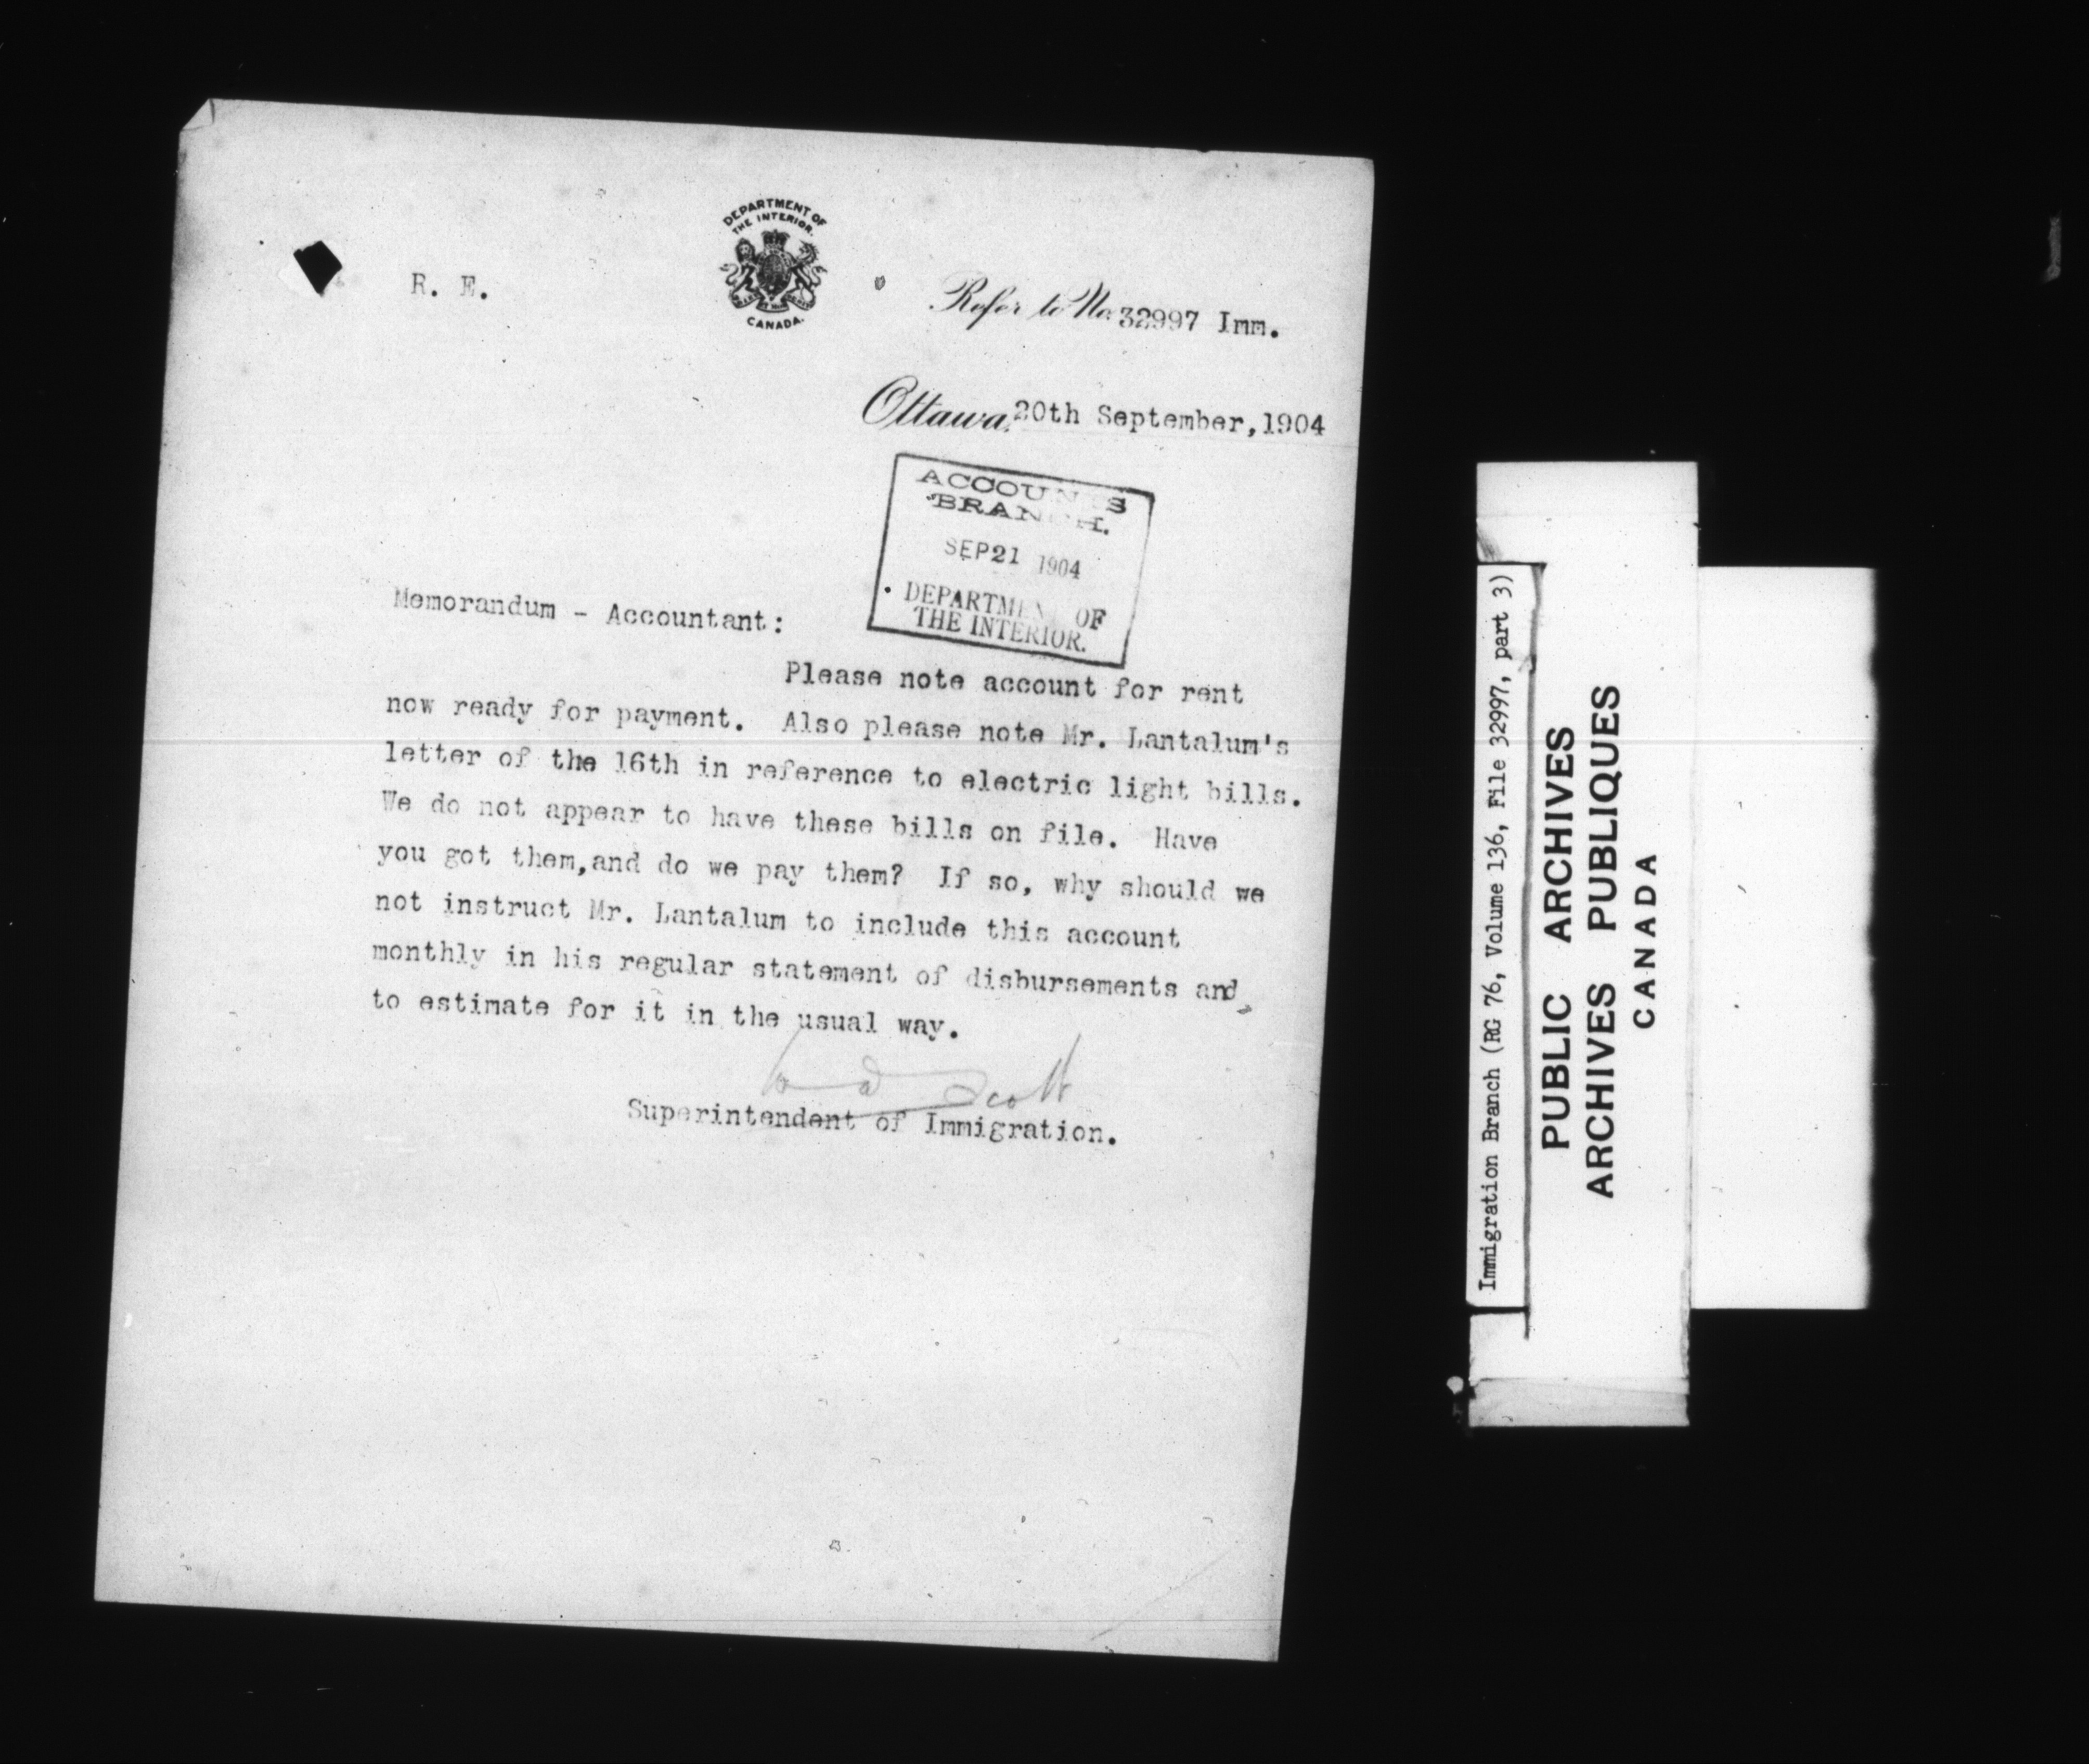 DEPARTMENT OF
THE INTERIOR.
CANADA.
R. E.
Refer to No 32997 Imm.
Ottawa, 20th September, 1904
ACCOUNTS
BRANCH.
SEP 21 1904
DEPARTMENT OF
THE INTERIOR.
Memorandum - Accountant:
Please note account for rent
now ready for payment. Also please note Mr. Lantalum's
letter of the 16th in reference to electric light bills.
We do not appear to have these bills on file. Have
you got them, and do we pay them? If so, why should we
not instruct Mr. Lantalum to include this account
monthly in his regular statement of disbursements and
to estimate for it in the usual way.
W D Scott
Superintendent of Immigration.
Immigration Branch (RG 76, Volume 136, File 32997, part 3)
PUBLIC ARCHIVES
ARCHIVES PUBLIQUES
CANADA